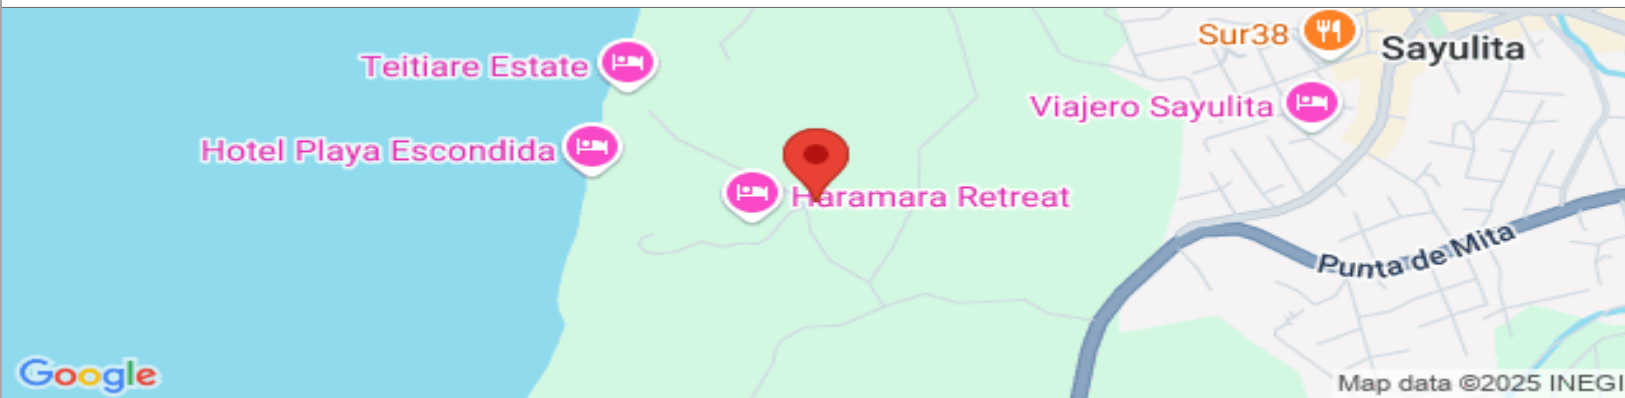 Sur38
Sayulita
Teitiare Estate
Viajero Sayulita
Hotel Playa Escondida
Haramara Retreat
Punta de Mita
Google
Map data ©2025 INEGI